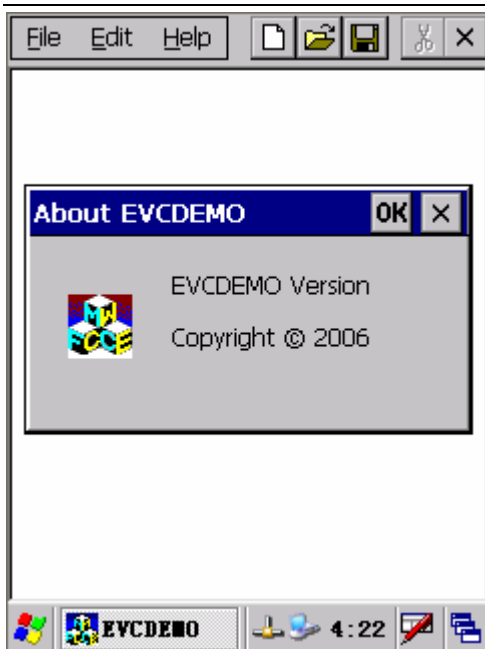 File Edit Help
About EVCDEMO OK
EVCDEMO Version
Copyright © 2006
EVCDEMO 4:22